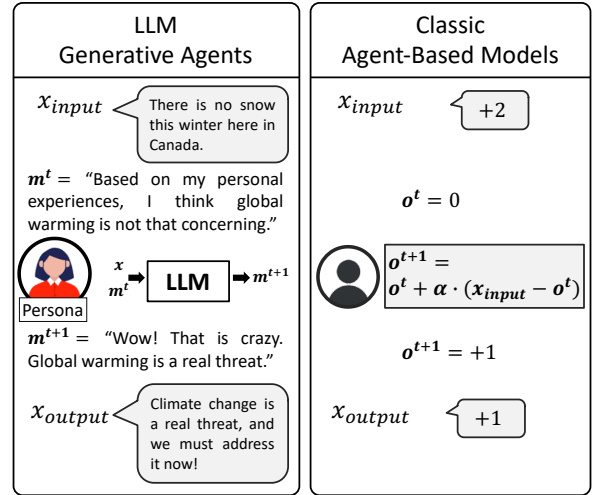 LLM
Generative Agents
x_input
There is no snow
this winter here in
Canada.
m^t = “Based on my personal
experiences, I think global
warming is not that concerning.”
x
m^t
LLM
m^{t+1}
Persona
m^{t+1} = “Wow! That is crazy.
Global warming is a real threat.”
x_output
Climate change is
a real threat, and
we must address
it now!
Classic
Agent-Based Models
x_input
+2
o^t = 0
o^{t+1} =
o^t + α · (x_input − o^t)
o^{t+1} = +1
x_output
+1